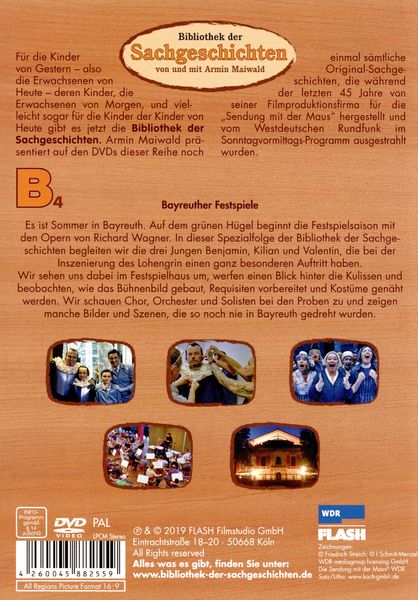 Bibliothek der
Sachgeschichten
von und mit Armin Maiwald
Für die Kinder
von Gestern – also
die Erwachsenen von
Heute – deren Kinder, die
Erwachsenen von Morgen, und viel-
leicht sogar für die Kinder der Kinder von
Heute gibt es jetzt die Bibliothek der
Sachgeschichten. Armin Maiwald prä-
sentiert auf den DVDs dieser Reihe noch
einmal sämtliche
Original-Sachge-
schichten, die während
der letzten 45 Jahre von
seiner Filmproduktionsfirma für die
„Sendung mit der Maus“ hergestellt und
vom Westdeutschen Rundfunk im
Sonntagvormittags-Programm ausgestrahlt
wurden.
B4
Bayreuther Festspiele
Es ist Sommer in Bayreuth. Auf dem grünen Hügel beginnt die Festspielsaison mit
den Opern von Richard Wagner. In dieser Spezialfolge der Bibliothek der Sachge-
schichten begleiten wir die drei Jungen Benjamin, Kilian und Valentin, die bei der
Inszenierung des Lohengrin einen ganz besonderen Auftritt haben.
Wir sehen uns dabei im Festspielhaus um, werfen einen Blick hinter die Kulissen und
beobachten, wie das Bühnenbild gebaut, Requisiten vorbereitet und Kostüme genäht
werden. Wir schauen Chor, Orchester und Solisten bei den Proben zu und zeigen
manche Bilder und Szenen, die so noch nie in Bayreuth gedreht wurden.
INFO-
Programm
gemäß
§ 14
JuSchG
DVD
VIDEO
PAL
LPCM Stereo
4 260045 882559
All Regions Picture Format 16:9
℗ & © 2019 FLASH Filmstudio GmbH
Eintrachtstraße 18–20 · 50668 Köln
All rights reserved
Alles was es gibt, finden Sie unter:
www.bibliothek-der-sachgeschichten.de
WDR
FLASH
Zeichnungen:
© Friedrich Streich; © I.Schmitt-Menzel
WDR mediagroup licensing GmbH
Die Sendung mit der Maus® WDR
Satz/Litho: www.kach-gmbh.de